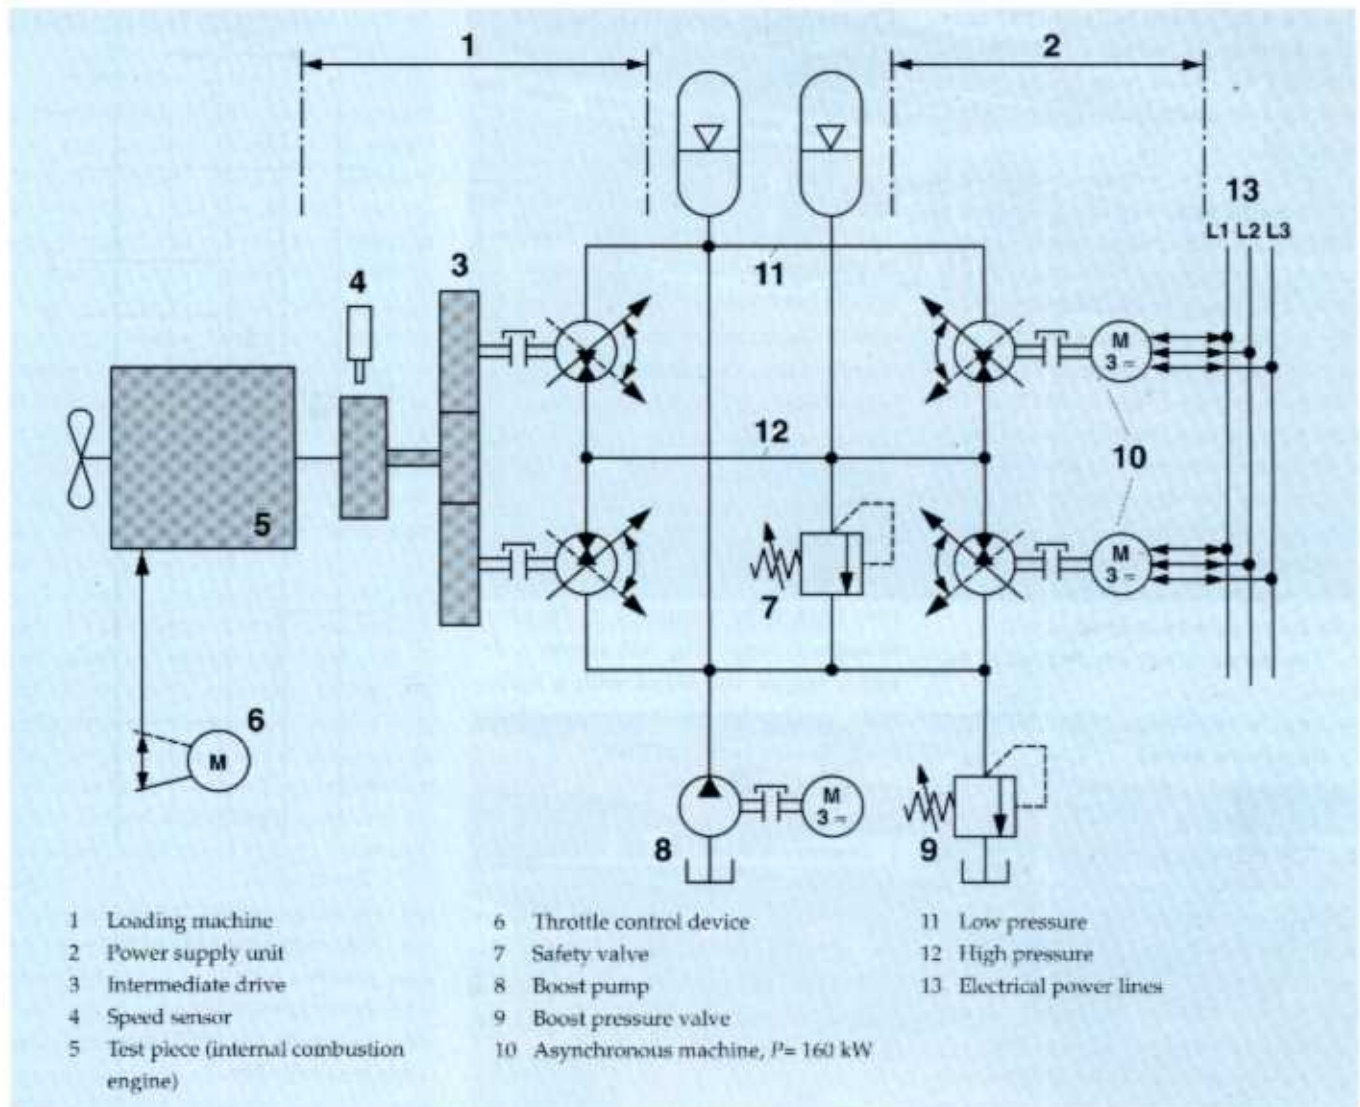 1
2
13
L1 L2 L3
3
4
11
M
3 =
12
10
5
7
M
3 =
6
M
M
3 =
8
9
1 Loading machine
2 Power supply unit
3 Intermediate drive
4 Speed sensor
5 Test piece (internal combustion
engine)
6 Throttle control device
7 Safety valve
8 Boost pump
9 Boost pressure valve
10 Asynchronous machine, P= 160 kW
11 Low pressure
12 High pressure
13 Electrical power lines